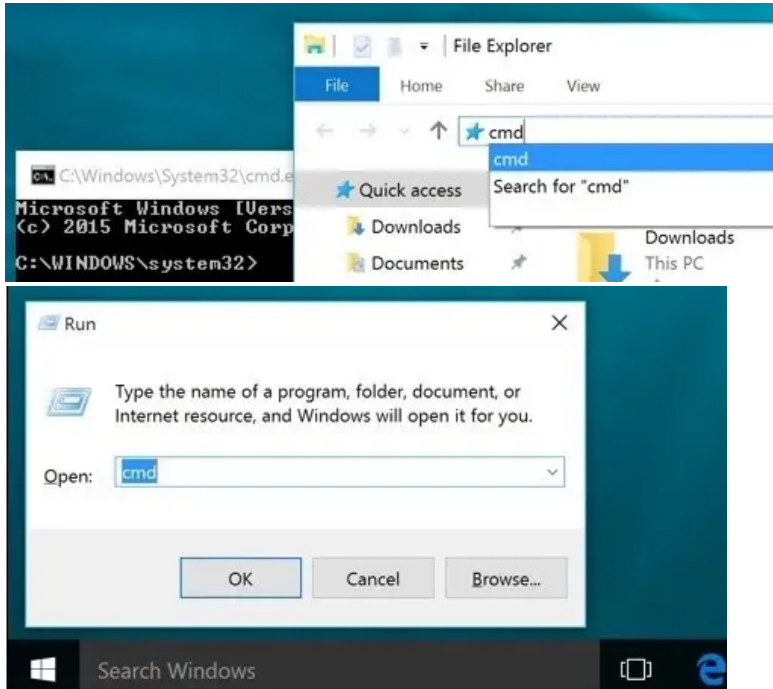 File Explorer
File Home Share View
cmd
cmd
Search for "cmd"
C:\Windows\System32\cmd.e
Microsoft Windows [Vers
(c) 2015 Microsoft Corp
C:\WINDOWS\system32>
Quick access
Downloads
Documents
Downloads
This PC
Run
Type the name of a program, folder, document, or
Internet resource, and Windows will open it for you.
Open: cmd
OK Cancel Browse...
Search Windows